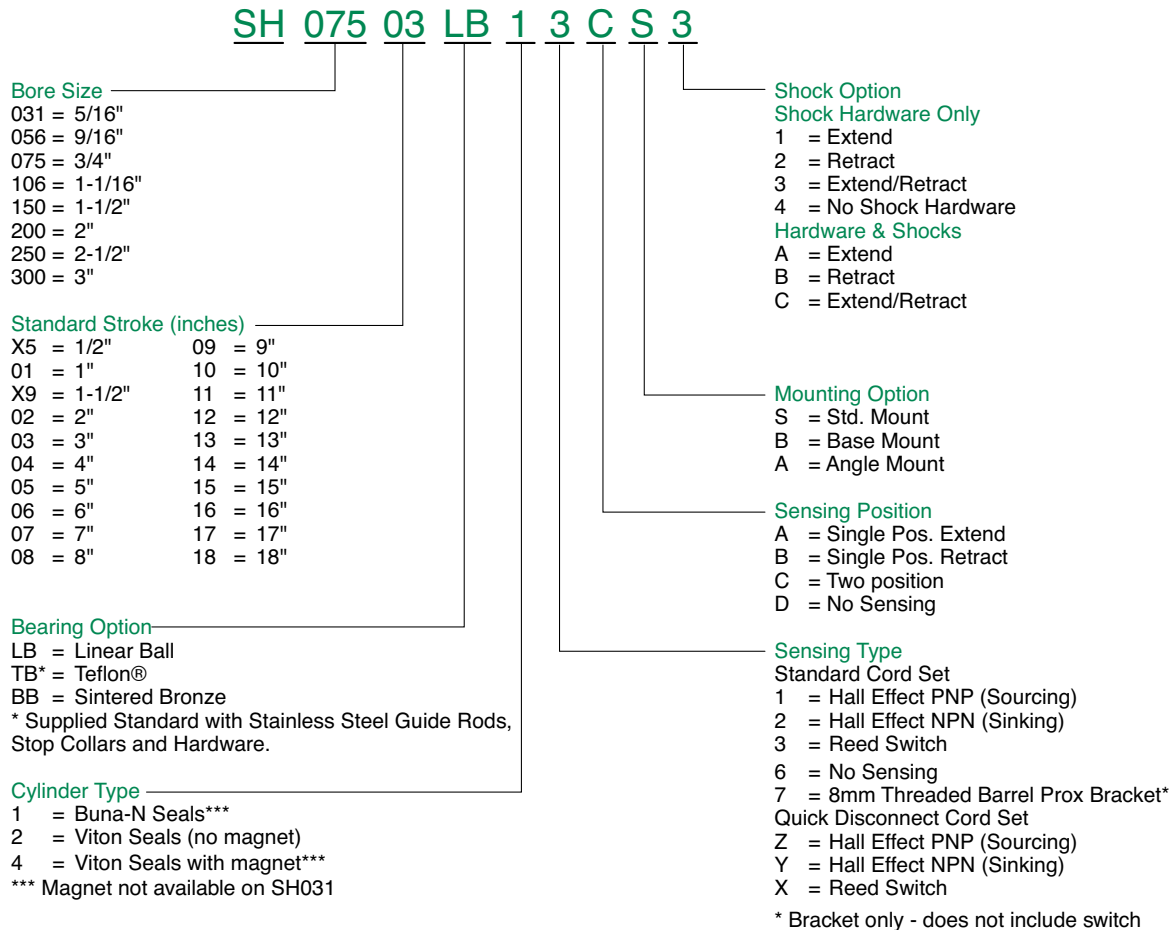 SH 075 03 LB 1 3 C S 3
Bore Size
031 = 5/16"
056 = 9/16"
075 = 3/4"
106 = 1-1/16"
150 = 1-1/2"
200 = 2"
250 = 2-1/2"
300 = 3"
Standard Stroke (inches)
X5 = 1/2" 09 = 9"
01 = 1" 10 = 10"
X9 = 1-1/2" 11 = 11"
02 = 2" 12 = 12"
03 = 3" 13 = 13"
04 = 4" 14 = 14"
05 = 5" 15 = 15"
06 = 6" 16 = 16"
07 = 7" 17 = 17"
08 = 8" 18 = 18"
Bearing Option
LB = Linear Ball
TB* = Teflon®
BB = Sintered Bronze
* Supplied Standard with Stainless Steel Guide Rods,
Stop Collars and Hardware.
Cylinder Type
1 = Buna-N Seals***
2 = Viton Seals (no magnet)
4 = Viton Seals with magnet***
*** Magnet not available on SH031
Shock Option
Shock Hardware Only
1 = Extend
2 = Retract
3 = Extend/Retract
4 = No Shock Hardware
Hardware & Shocks
A = Extend
B = Retract
C = Extend/Retract
Mounting Option
S = Std. Mount
B = Base Mount
A = Angle Mount
Sensing Position
A = Single Pos. Extend
B = Single Pos. Retract
C = Two position
D = No Sensing
Sensing Type
Standard Cord Set
1 = Hall Effect PNP (Sourcing)
2 = Hall Effect NPN (Sinking)
3 = Reed Switch
6 = No Sensing
7 = 8mm Threaded Barrel Prox Bracket*
Quick Disconnect Cord Set
Z = Hall Effect PNP (Sourcing)
Y = Hall Effect NPN (Sinking)
X = Reed Switch
* Bracket only - does not include switch